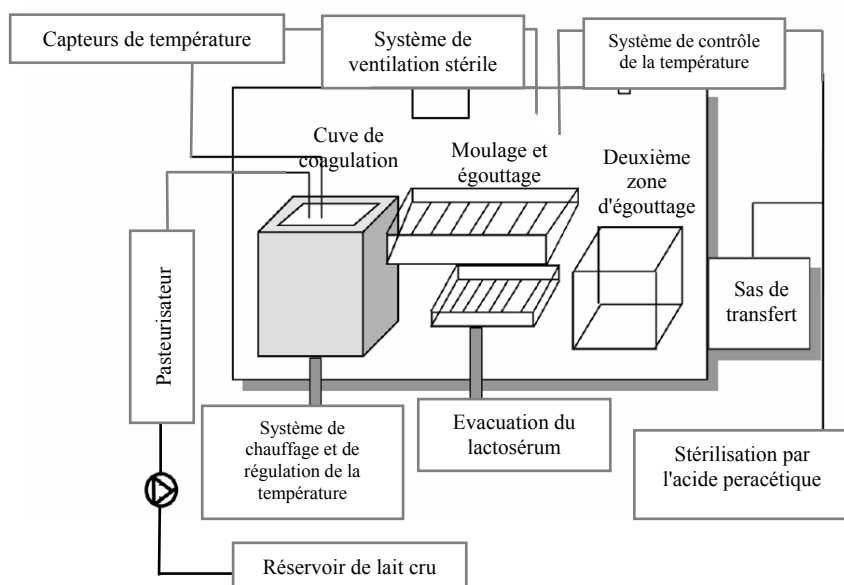 Capteurs de température
Système de
ventilation stérile
Système de contrôle
de la température
Cuve de
coagulation
Moulage et
égouttage
Deuxième
zone
d'égouttage
Pasteurisateur
Sas de
transfert
Système de
chauffage et de
régulation de la
température
Evacuation du
lactosérum
Stérilisation par
l'acide peracétique
Réservoir de lait cru